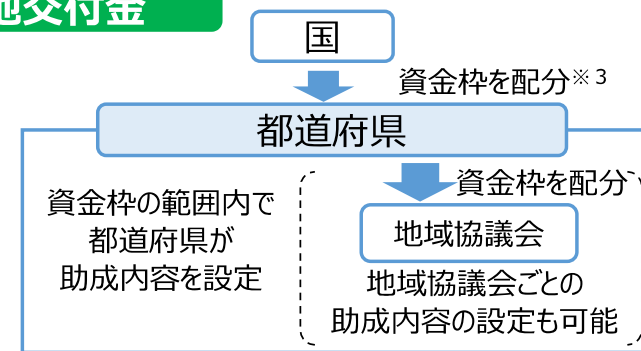 地交付金
国
資金枠を配分※3
都道府県
資金枠を配分
資金枠の範囲内で
都道府県が
助成内容を設定
地域協議会
地域協議会ごとの
助成内容の設定も可能